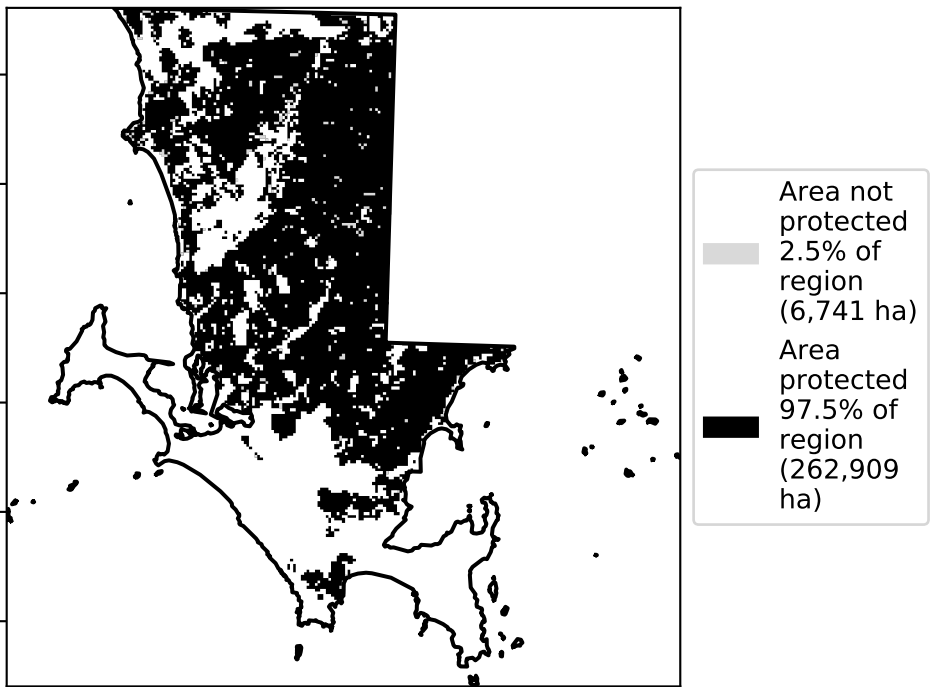 Area not
protected
2.5% of
region
(6,741 ha)
Area
protected
97.5% of
region
(262,909
ha)